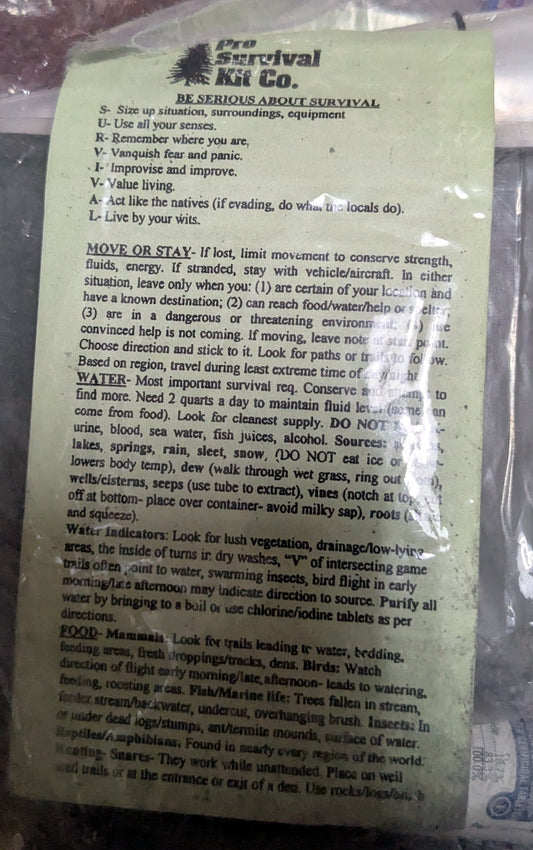 Pro
Survival
Kit Co.
BE SERIOUS ABOUT SURVIVAL
S- Size up situation, surroundings, equipment
U- Use all your senses.
R- Remember where you are,
V- Vanquish fear and panic.
I- Improvise and improve.
V- Value living.
A- Act like the natives (if evading, do what the locals do).
L- Live by your wits.
MOVE OR STAY- If lost, limit movement to conserve strength,
fluids, energy. If stranded, stay with vehicle/aircraft. In either
situation, leave only when you: (1) are certain of your location and
have a known destination; (2) can reach food/water/help or shelter;
(3) are in a dangerous or threatening environment; (4) are
convinced help is not coming. If moving, leave note at start point.
Choose direction and stick to it. Look for paths or trails to follow.
Based on region, travel during least extreme time of day/night.
WATER- Most important survival req. Conserve and to
find more. Need 2 quarts a day to maintain fluid level (some can
come from food). Look for cleanest supply. DO NOT
urine, blood, sea water, fish juices, alcohol. Sources:
lakes, springs, rain, sleet, snow, (DO NOT eat ice or
lowers body temp), dew (walk through wet grass, ring out
wells/cisterns, seeps (use tube to extract), vines (notch at top,
off at bottom- place over container- avoid milky sap), roots
and squeeze).
Water Indicators: Look for lush vegetation, drainage/low-lying
areas, the inside of turns in dry washes, "V" of intersecting game
trails often point to water, swarming insects, bird flight in early
morning/late afternoon may indicate direction to source. Purify all
water by bringing to a boil or use chlorine/iodine tablets as per
directions.
FOOD- Mammals: Look for trails leading to water, bedding,
feeding areas, fresh droppings/tracks, dens. Birds: Watch
direction of flight early morning/late afternoon- leads to watering,
feeding, roosting areas. Fish/Marine life: Trees fallen in stream,
feeder stream/backwater, undercut, overhanging brush. Insects: In
or under dead logs/stumps, ant/termite mounds, surface of water.
Reptiles/Amphibians: Found in nearly every region of the world.
Hunting- Snares- They work while unattended. Place on well
used trails or at the entrance or exit of a den. Use rocks/logs/brush